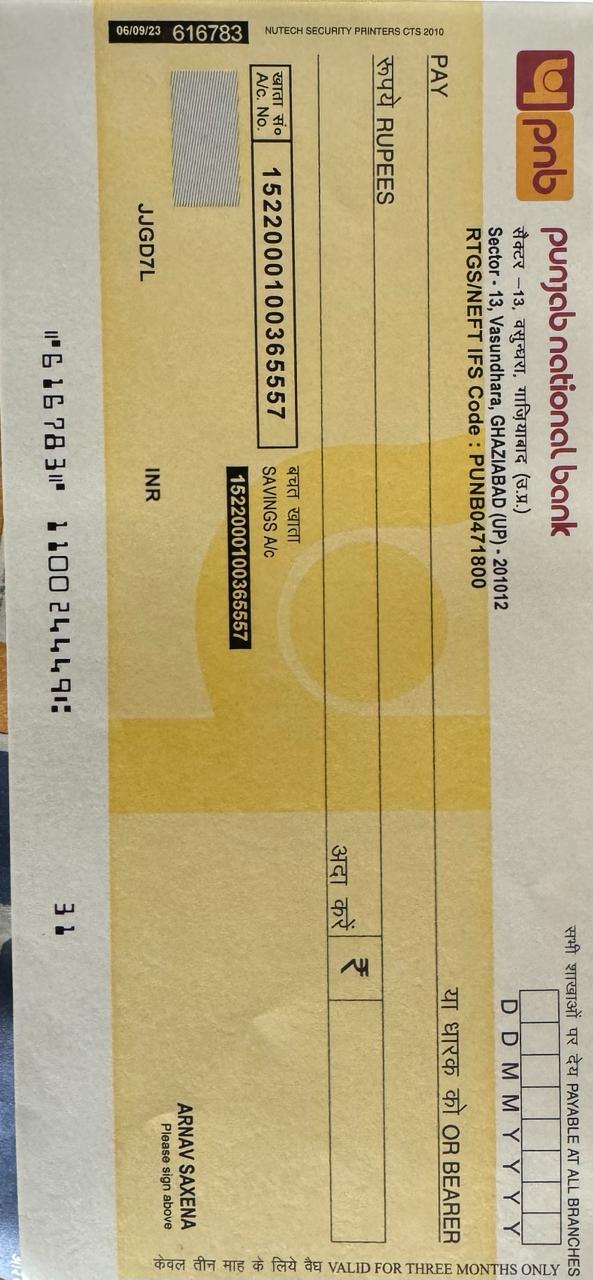 pnb punjab national bank
सैक्टर –13, वसुन्धरा, गाज़ियाबाद (उ.प्र.)
Sector - 13, Vasundhara, GHAZIABAD (UP) - 201012
RTGS/NEFT IFS Code : PUNB0471800
सभी शाखाओं पर देय PAYABLE AT ALL BRANCHES
D D M M Y Y Y Y
PAY
या धारक को OR BEARER
रूपये RUPEES
अदा करें ₹
खाता सं० A/c. No. 1522000100365557
बचत खाता
SAVINGS A/c
1522000100365557
JJGD7L
INR
ARNAV SAXENA
Please sign above
⑈616783⑈ 110024449⑆ 31
06/09/23 616783
NUTECH SECURITY PRINTERS CTS 2010
केवल तीन माह के लिये वैघ VALID FOR THREE MONTHS ONLY